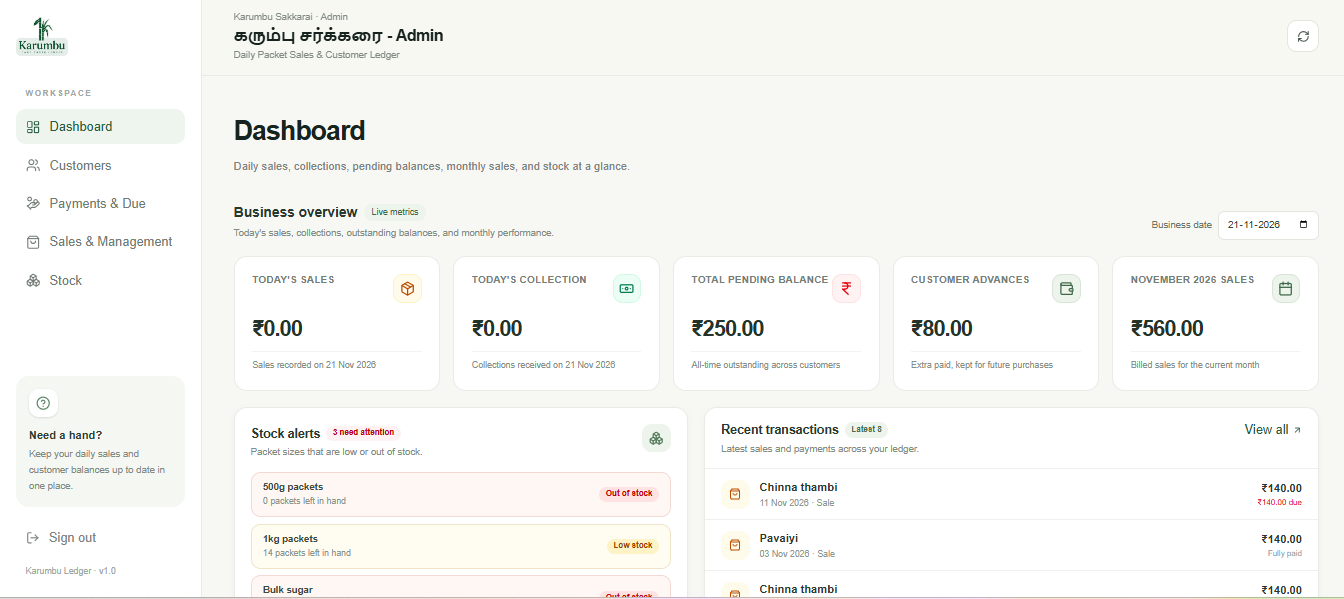 Karumbu
WORKSPACE
Dashboard
Customers
Payments & Due
Sales & Management
Stock
Need a hand?
Keep your daily sales and
customer balances up to date in
one place.
Sign out
Karumbu Ledger · v1.0
Karumbu Sakkarai · Admin
கரும்பு சர்க்கரை - Admin
Daily Packet Sales & Customer Ledger
Dashboard
Daily sales, collections, pending balances, monthly sales, and stock at a glance.
Business overview Live metrics
Today's sales, collections, outstanding balances, and monthly performance.
Business date 21-11-2026
TODAY'S SALES
₹0.00
Sales recorded on 21 Nov 2026
TODAY'S COLLECTION
₹0.00
Collections received on 21 Nov 2026
TOTAL PENDING BALANCE
₹250.00
All-time outstanding across customers
CUSTOMER ADVANCES
₹80.00
Extra paid, kept for future purchases
NOVEMBER 2026 SALES
₹560.00
Billed sales for the current month
Stock alerts 3 need attention
Packet sizes that are low or out of stock.
500g packets
0 packets left in hand
Out of stock
1kg packets
14 packets left in hand
Low stock
Bulk sugar
Out of stock
Recent transactions Latest 8
Latest sales and payments across your ledger.
View all
Chinna thambi
11 Nov 2026 · Sale
₹140.00
₹140.00 due
Pavaiyi
03 Nov 2026 · Sale
₹140.00
Fully paid
Chinna thambi
₹140.00